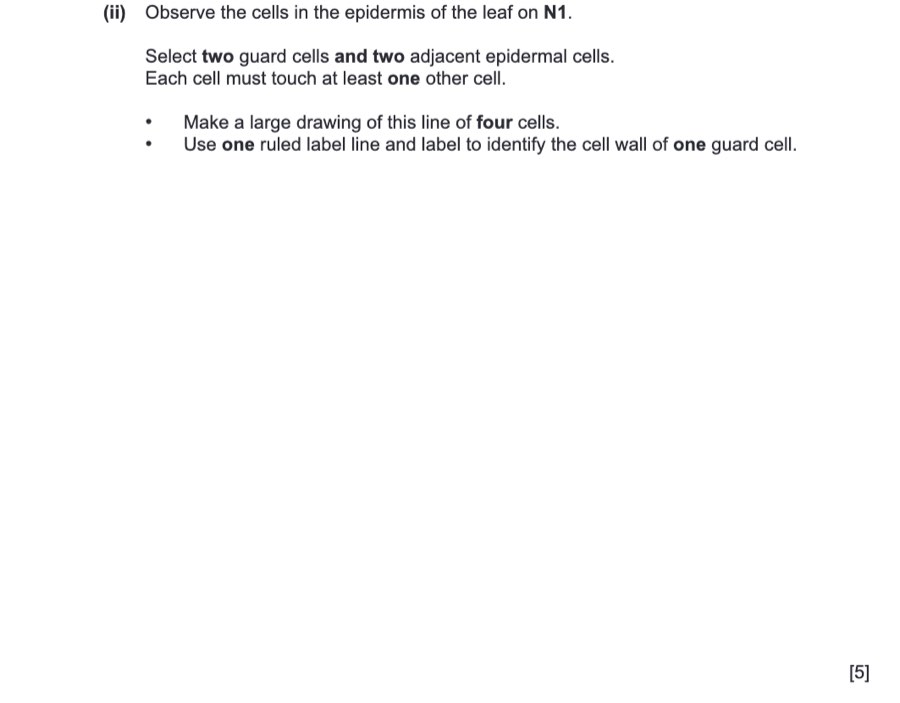 (ii) Observe the cells in the epidermis of the leaf on N1.
Select two guard cells and two adjacent epidermal cells.
Each cell must touch at least one other cell.
• Make a large drawing of this line of four cells.
• Use one ruled label line and label to identify the cell wall of one guard cell.
[5]